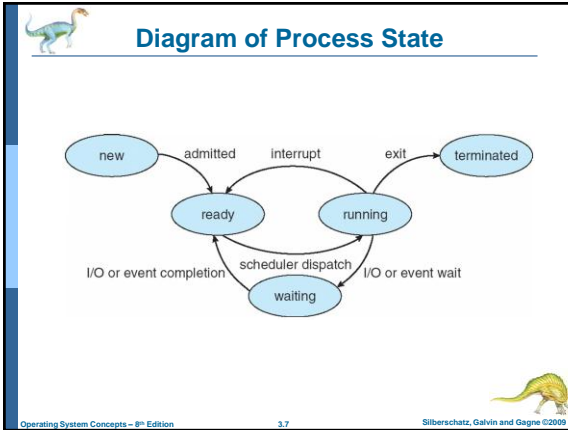 Diagram of Process State
new
admitted
interrupt
exit
terminated
ready
running
I/O or event completion
scheduler dispatch
I/O or event wait
waiting
Operating System Concepts – 8th Edition
3.7
Silberschatz, Galvin and Gagne ©2009